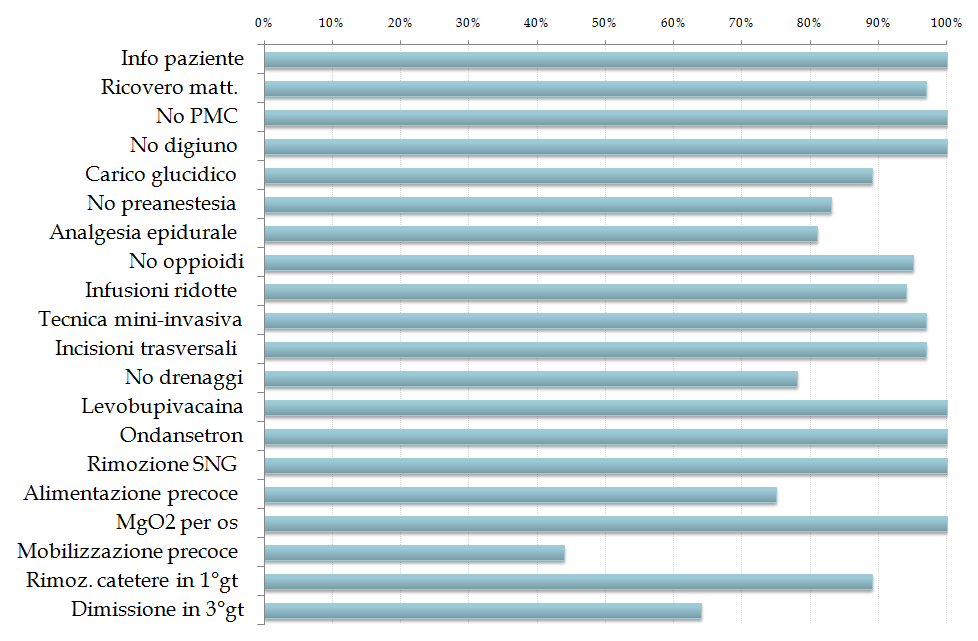 0% 10% 20% 30% 40% 50% 60% 70% 80% 90% 100%
Info paziente
Ricovero matt.
No PMC
No digiuno
Carico glucidico
No preanestesia
Analgesia epidurale
No oppioidi
Infusioni ridotte
Tecnica mini-invasiva
Incisioni trasversali
No drenaggi
Levobupivacaina
Ondansetron
Rimozione SNG
Alimentazione precoce
MgO2 per os
Mobilizzazione precoce
Rimoz. catetere in 1°gt
Dimissione in 3°gt